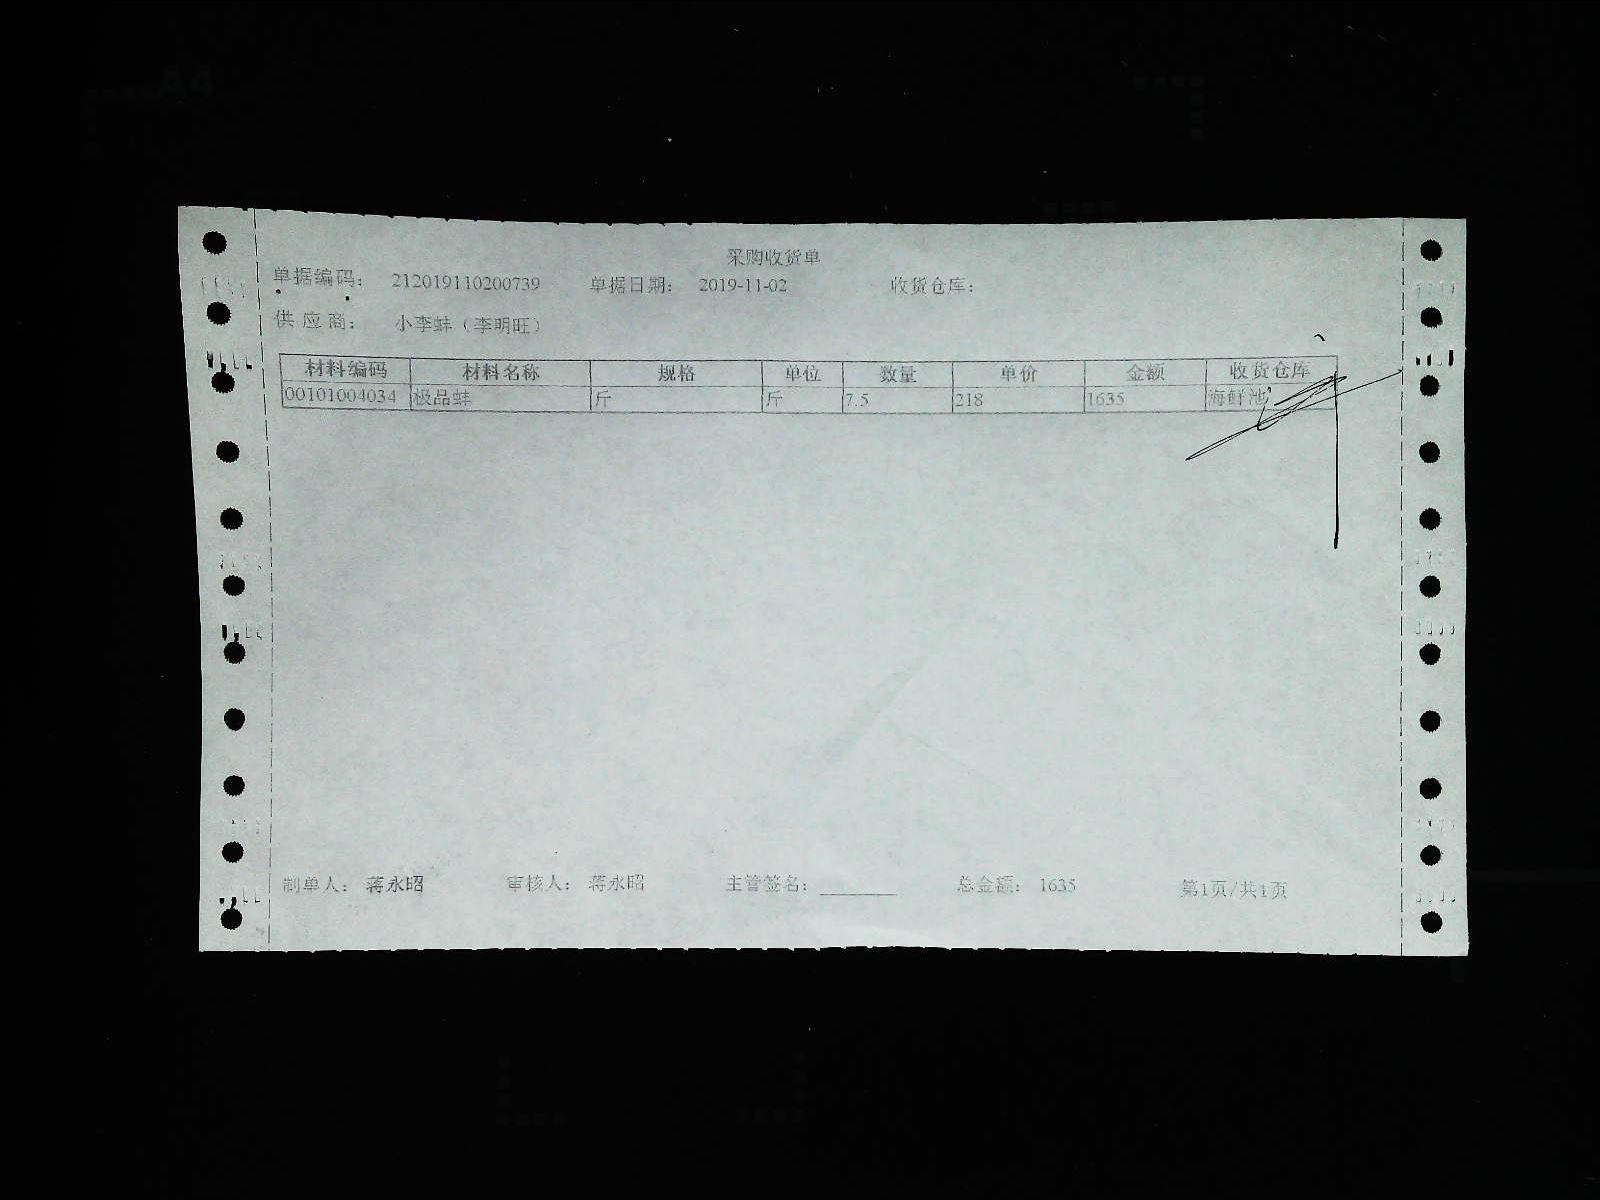 采购收货单
单据编码： 212019110200739 单据日期： 2019-11-02 收货仓库：
供应商： 小李蚌（李明旺）
材料编码 材料名称 规格 单位 数量 单价 金额 收货仓库
00101004034 极品蚌 斤 斤 7.5 218 1635 海鲜池
制单人： 蒋永昭 审核人： 蒋永昭 主管签名： 总金额： 1635 第1页/共1页